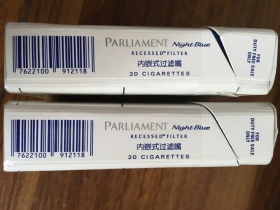 PARLIAMENT Night Blue
RECESSED FILTER
内嵌式过滤嘴
20 CIGARETTES
7622100 912118
FOR
DUTY FREE SALE
ONLY
PARLIAMENT Night Blue
RECESSED FILTER
内嵌式过滤嘴
20 CIGARETTES
7622100 912118
FOR
DUTY FREE SALE
ONLY